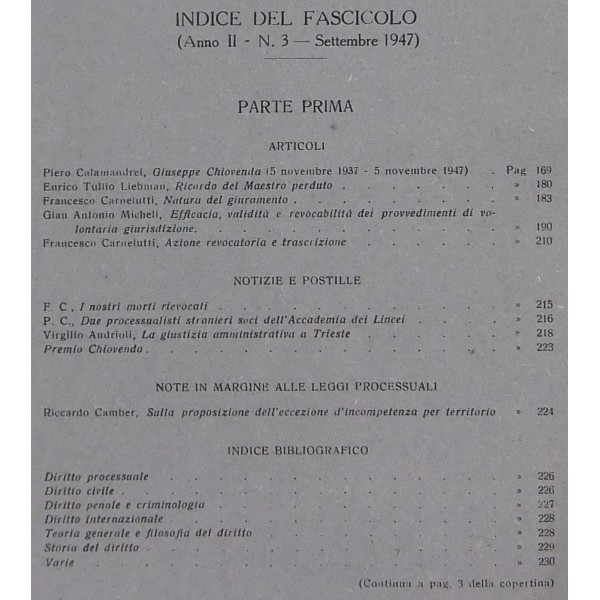 INDICE DEL FASCICOLO
(Anno II - N. 3 — Settembre 1947)
PARTE PRIMA
ARTICOLI
Piero Calamandrei, Giuseppe Chiovenda (5 novembre 1937 - 5 novembre 1947) . Pag 169
Enrico Tullio Liebman, Ricordo del Maestro perduto . . . . . . » 180
Francesco Carnelutti, Natura del giuramento . . . . . . . » 183
Gian Antonio Micheli, Efficacia, validità e revocabilità dei provvedimenti di vo-
lontaria giurisdizione. . . . . . . . . . . » 190
Francesco Carnelutti, Azione revocatoria e trascrizione . . . . . » 210
NOTIZIE E POSTILLE
F. C., I nostri morti rievocati . . . . . . . . . » 215
P. C., Due processualisti stranieri soci dell'Accademia dei Lincei . . . » 216
Virgilio Andrioli, La giustizia amministrativa a Trieste . . . . . » 218
Premio Chiovenda . . . . . . . . . . . » 223
NOTE IN MARGINE ALLE LEGGI PROCESSUALI
Riccardo Camber, Sulla proposizione dell'eccezione d'incompetenza per territorio » 224
INDICE BIBLIOGRAFICO
Diritto processuale . . . . . . . . . . . » 226
Diritto civile . . . . . . . . . . . . » 226
Diritto penale e criminologia . . . . . . . . . » 227
Diritto internazionale . . . . . . . . . . » 228
Teoria generale e filosofia del diritto . . . . . . . » 228
Storia del diritto . . . . . . . . . . . » 229
Varie . . . . . . . . . . . . . » 230
(Continua a pag. 3 della copertina)